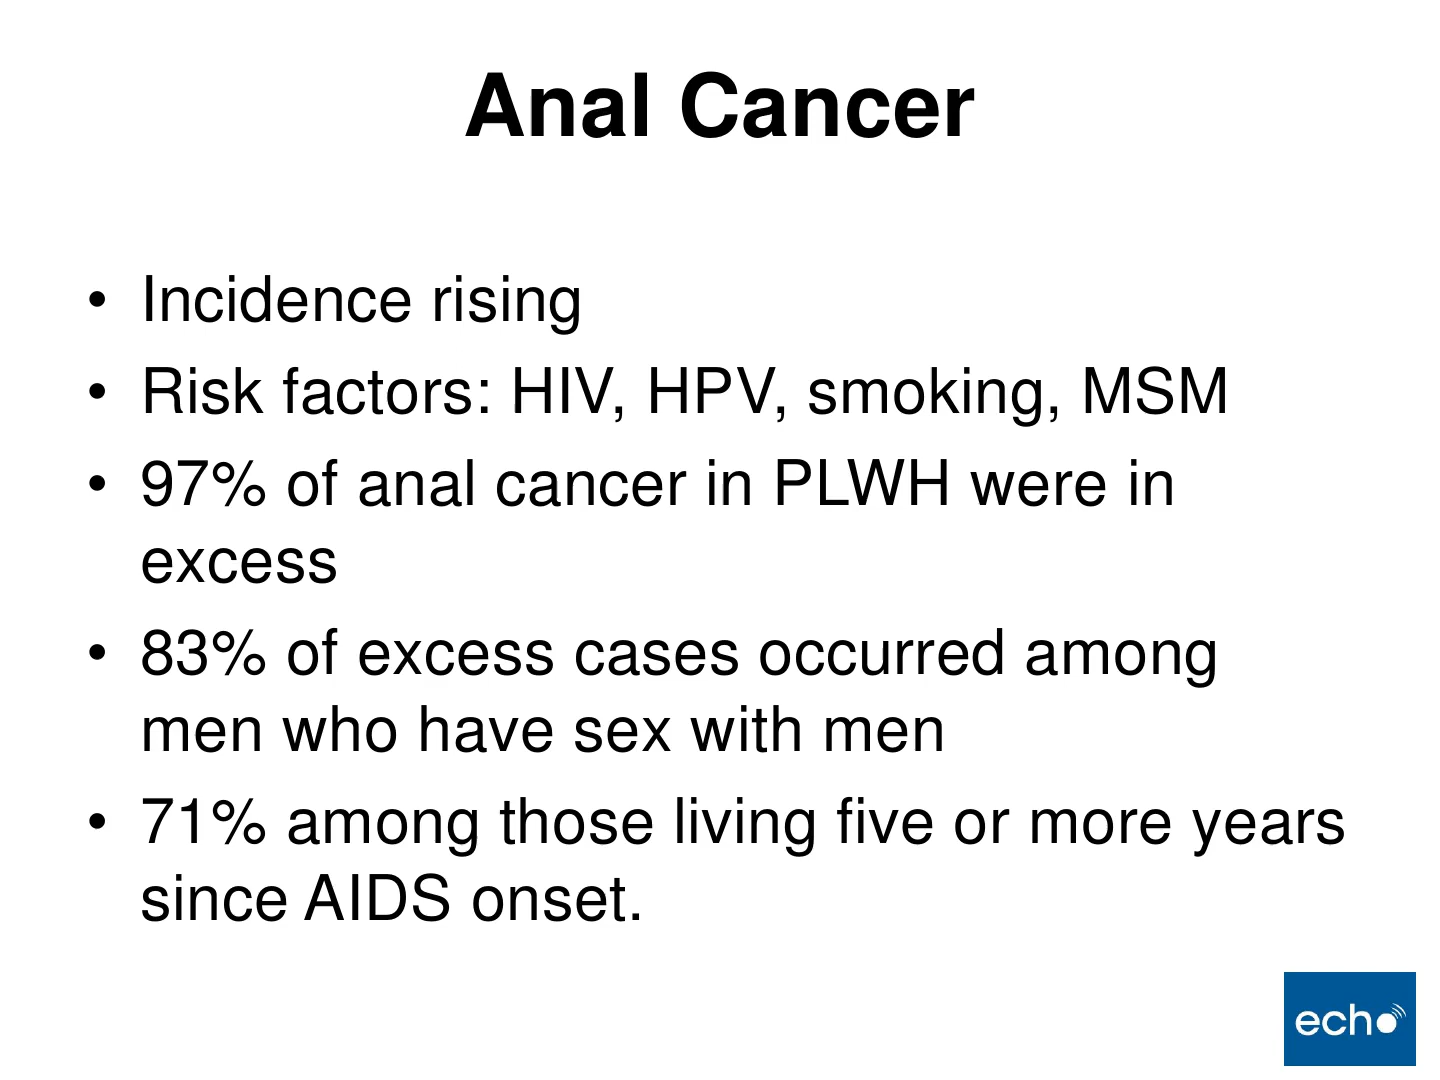 Anal Cancer
• Incidence rising
• Risk factors: HIV, HPV, smoking, MSM
• 97% of anal cancer in PLWH were in
excess
• 83% of excess cases occurred among
men who have sex with men
• 71% among those living five or more years
since AIDS onset.
echo